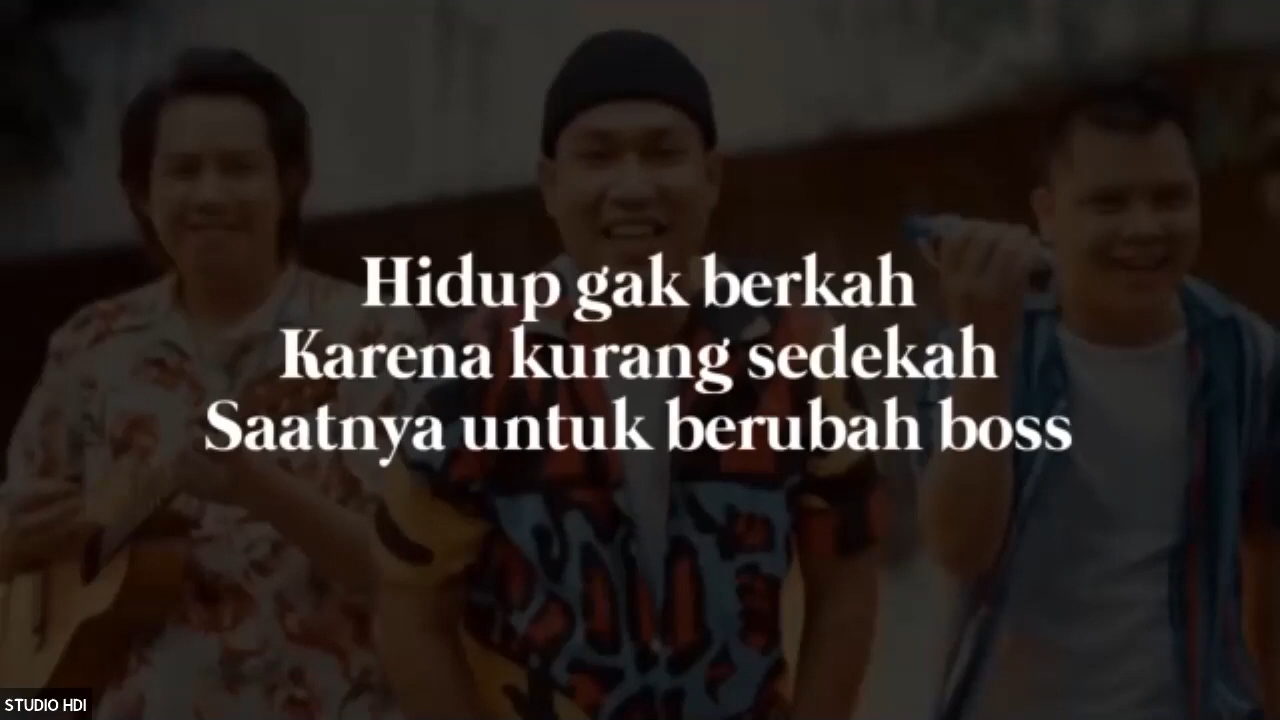 Hidup gak berkah
Karena kurang sedekah
Saatnya untuk berubah boss
STUDIO HDI